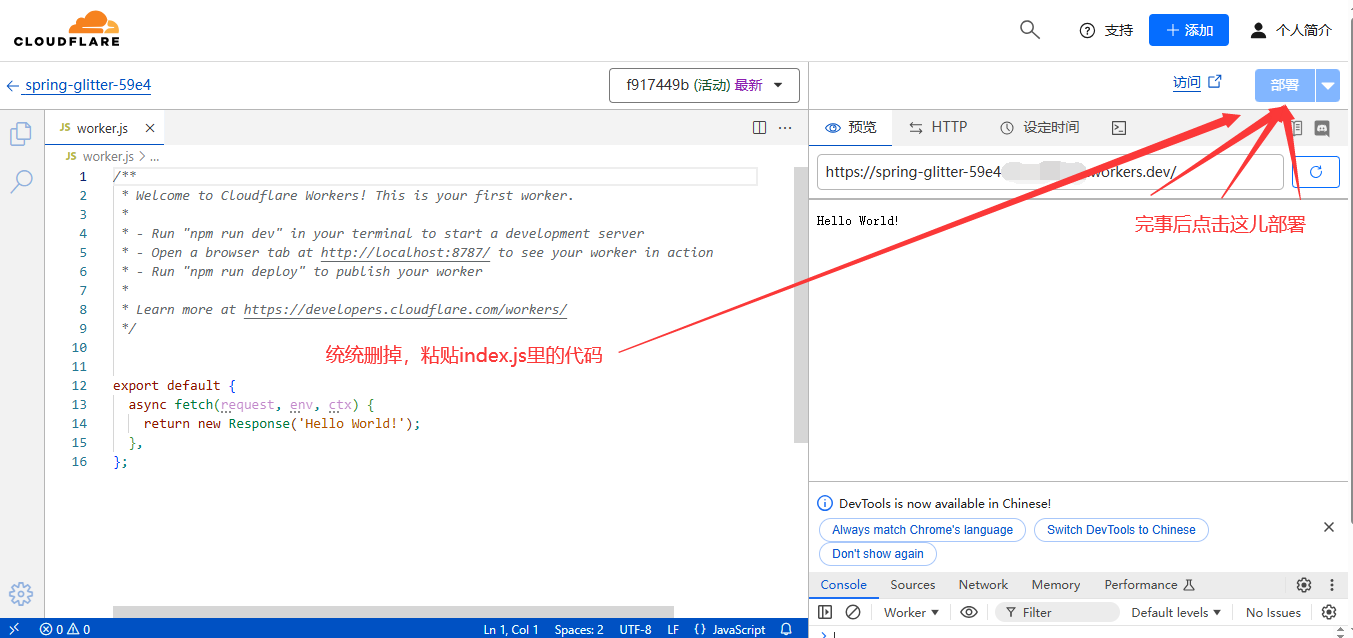 CLOUDFLARE
支持
添加
个人简介
spring-glitter-59e4
f917449b (活动) 最新
访问
部署
worker.js
预览
HTTP
设定时间
JS worker.js > ...
https://spring-glitter-59e4
workers.dev/
1 /**
2 * Welcome to Cloudflare Workers! This is your first worker.
3 *
4 * - Run "npm run dev" in your terminal to start a development server
5 * - Open a browser tab at http://localhost:8787/ to see your worker in action
6 * - Run "npm run deploy" to publish your worker
7 *
8 * Learn more at https://developers.cloudflare.com/workers/
9 */
10
11
12 export default {
13 async fetch(request, env, ctx) {
14 return new Response('Hello World!');
15 },
16 };
统统删掉，粘贴index.js里的代码
Hello World!
完事后点击这儿部署
DevTools is now available in Chinese!
Always match Chrome's language
Switch DevTools to Chinese
Don't show again
Console
Sources
Network
Memory
Performance
Worker
Filter
Default levels
No Issues
0 0
Ln 1, Col 1
Spaces: 2
UTF-8
LF
{} JavaScript